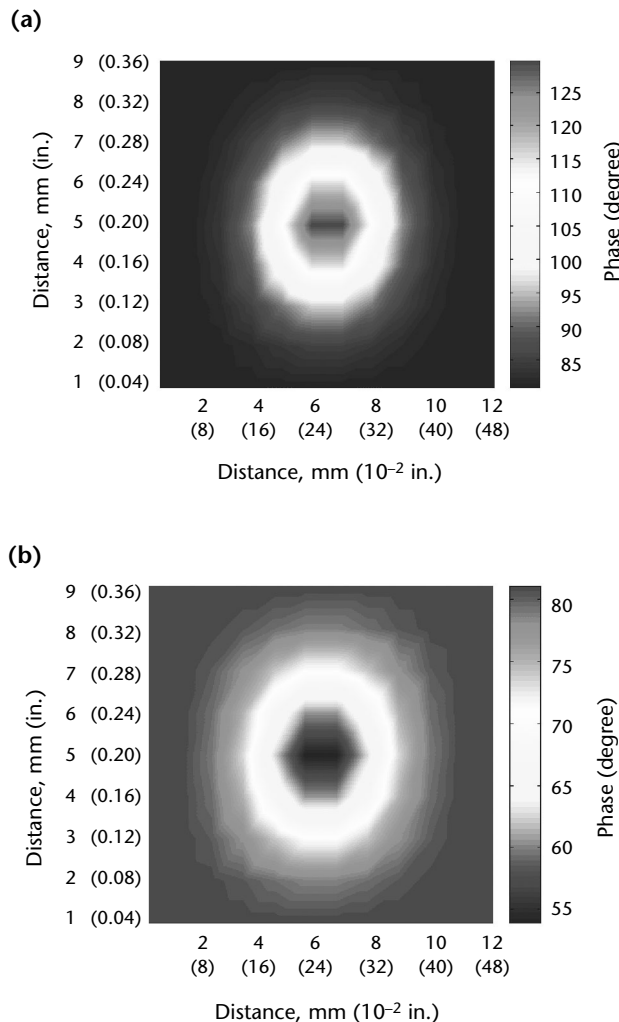 (a)
9 (0.36)
8 (0.32)
7 (0.28)
6 (0.24)
5 (0.20)
4 (0.16)
3 (0.12)
2 (0.08)
1 (0.04)
Distance, mm (in.)
2 4 6 8 10 12
(8) (16) (24) (32) (40) (48)
Distance, mm (10⁻² in.)
125
120
115
110
105
100
95
90
85
Phase (degree)
(b)
9 (0.36)
8 (0.32)
7 (0.28)
6 (0.24)
5 (0.20)
4 (0.16)
3 (0.12)
2 (0.08)
1 (0.04)
Distance, mm (in.)
2 4 6 8 10 12
(8) (16) (24) (32) (40) (48)
Distance, mm (10⁻² in.)
80
75
70
65
60
55
Phase (degree)